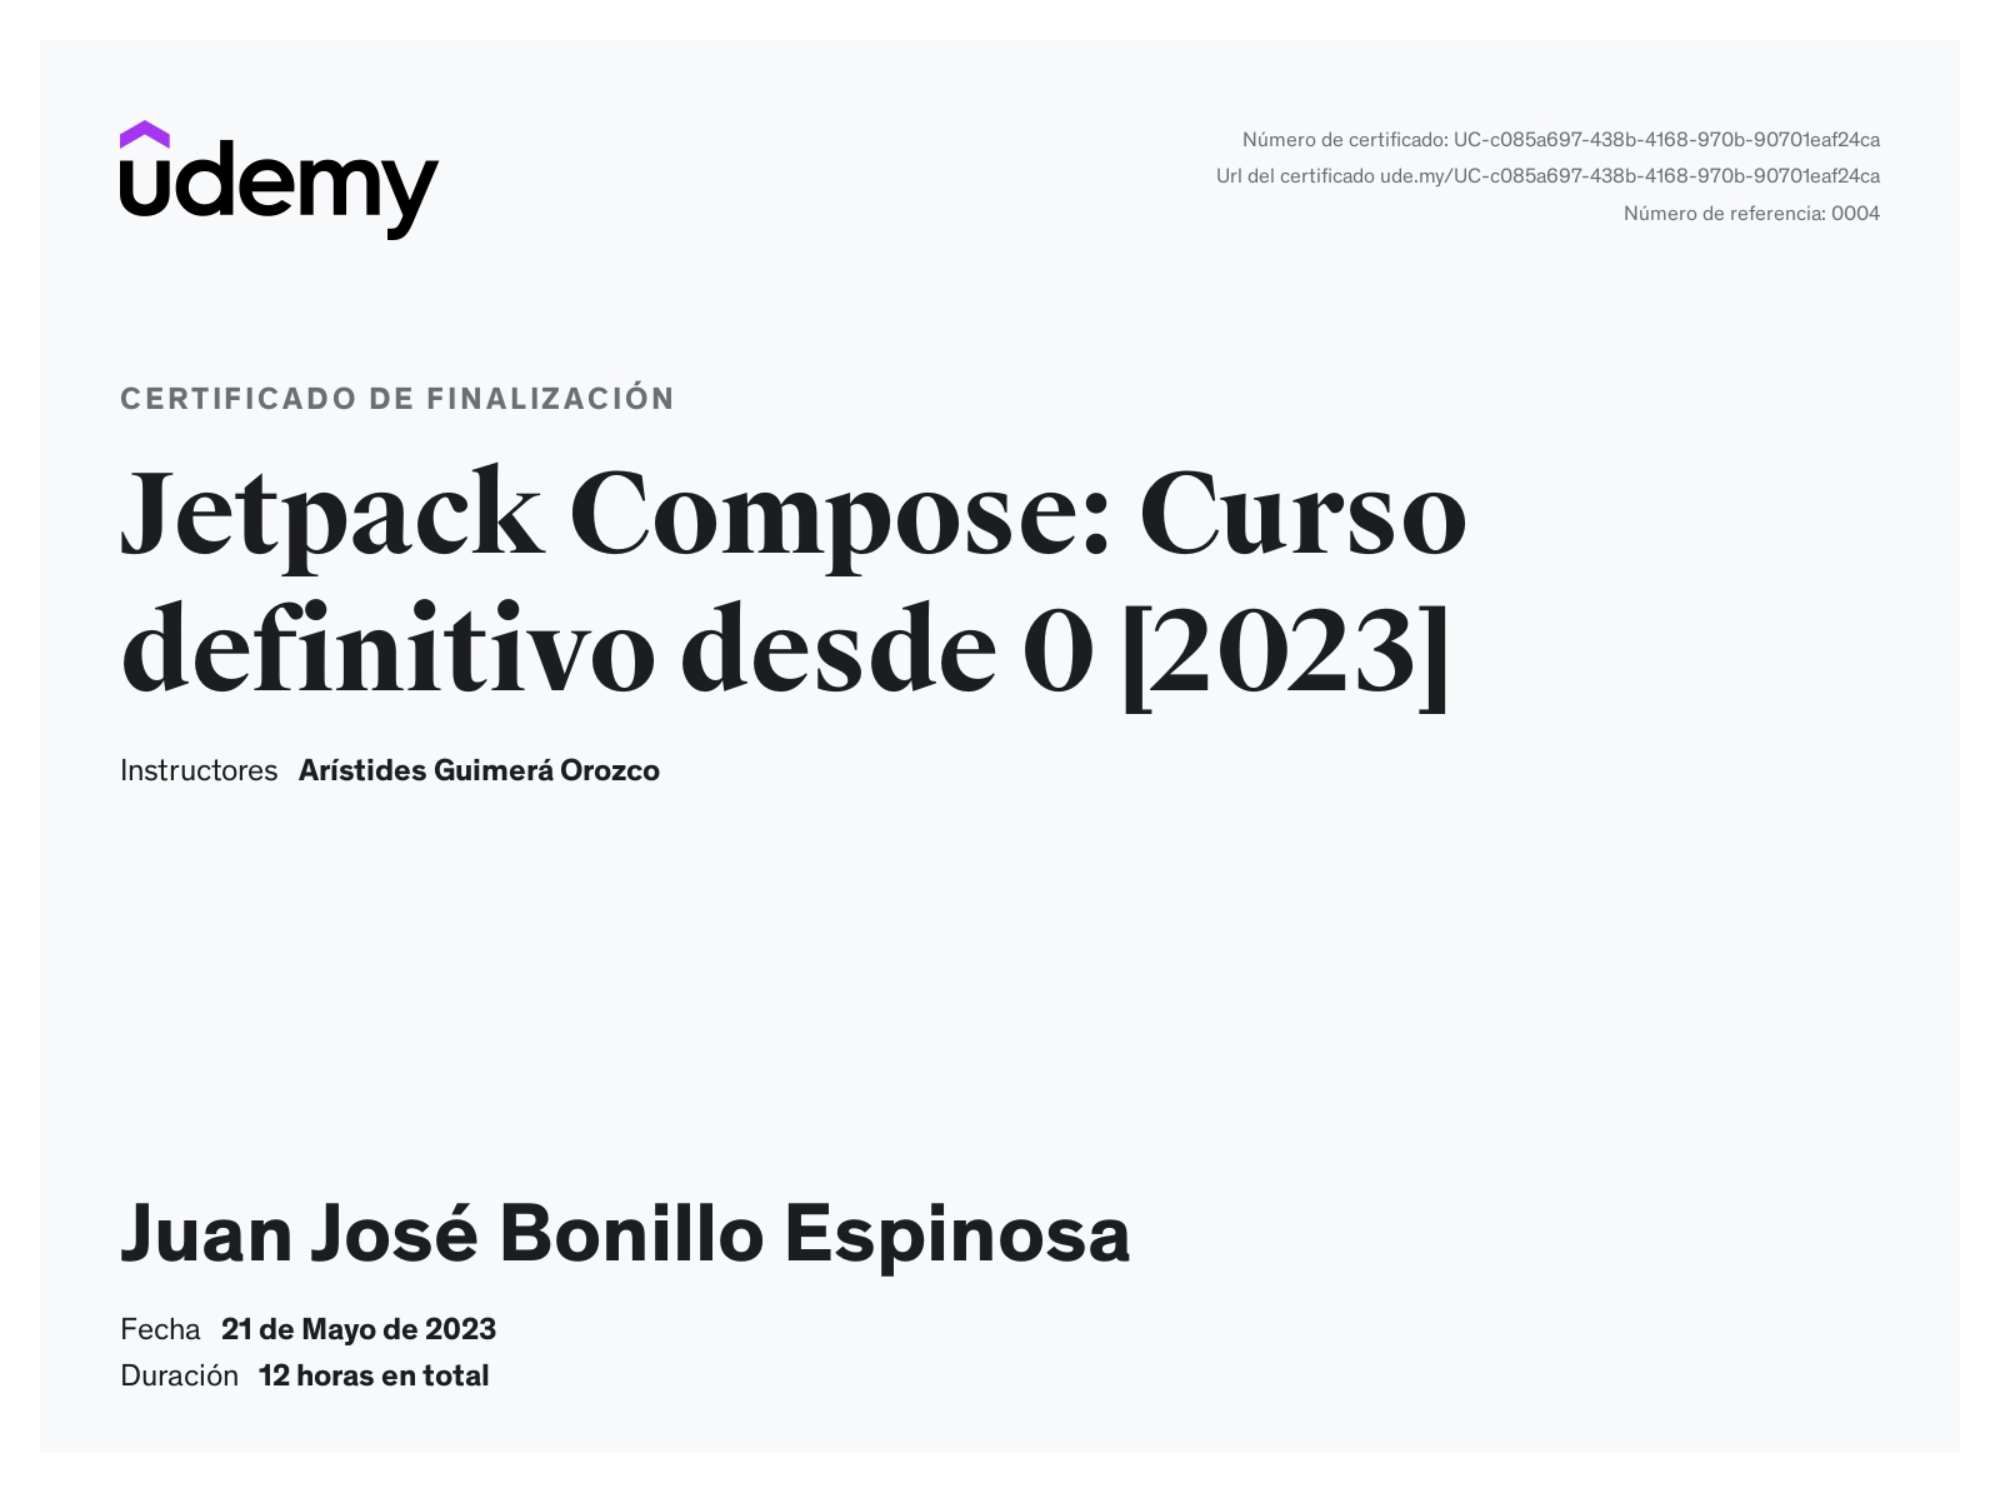 udemy
Número de certificado: UC-c085a697-438b-4168-970b-90701eaf24ca
Url del certificado ude.my/UC-c085a697-438b-4168-970b-90701eaf24ca
Número de referencia: 0004
CERTIFICADO DE FINALIZACIÓN
Jetpack Compose: Curso
definitivo desde 0 [2023]
Instructores Arístides Guimerá Orozco
Juan José Bonillo Espinosa
Fecha 21 de Mayo de 2023
Duración 12 horas en total